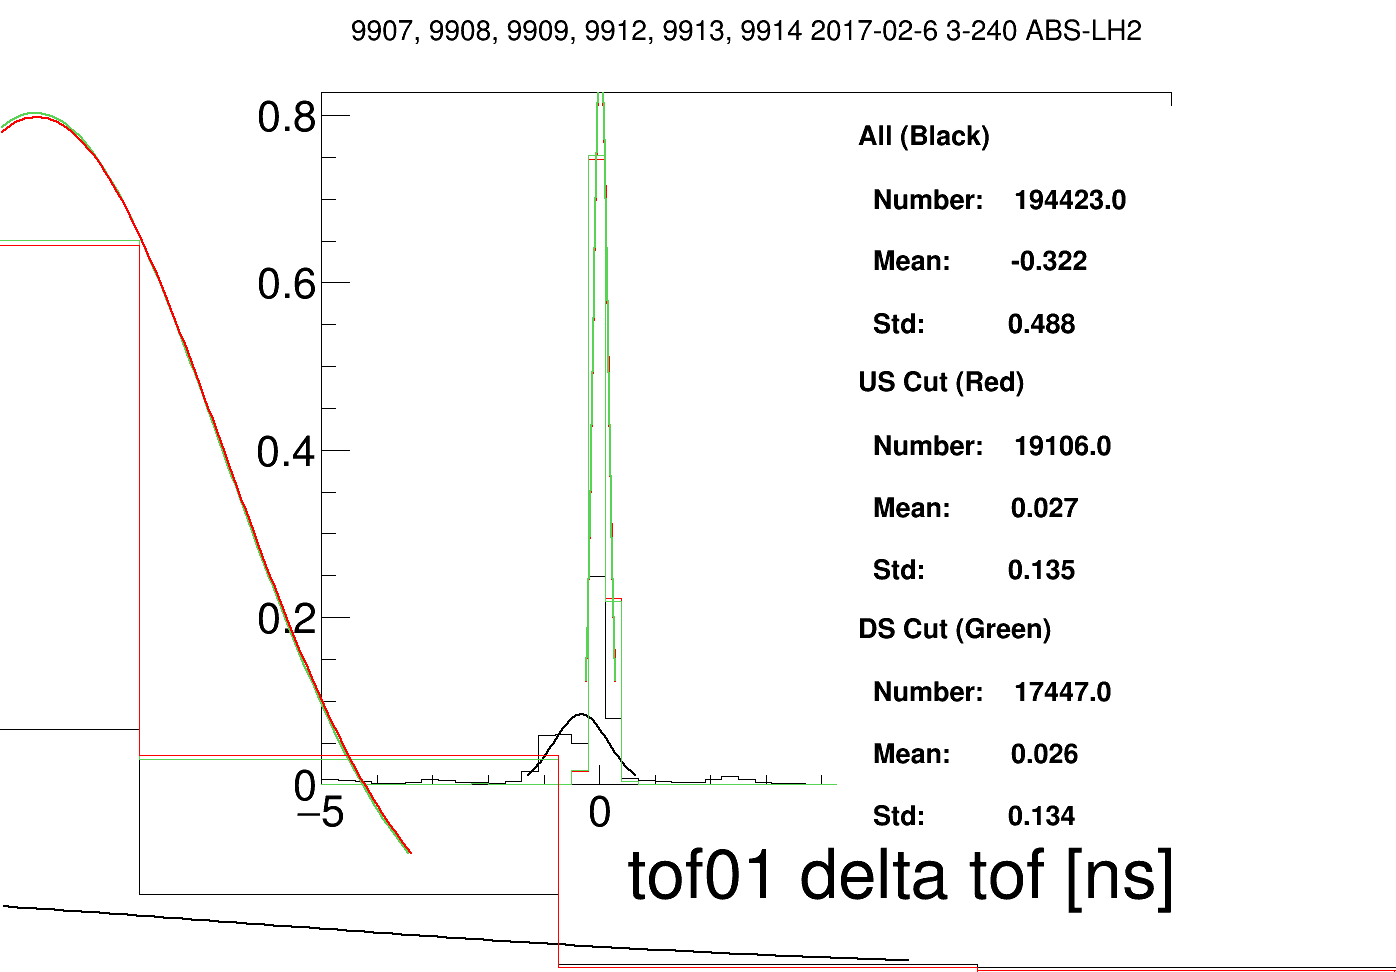 9907, 9908, 9909, 9912, 9913, 9914 2017-02-6 3-240 ABS-LH2
0.8
0.6
0.4
0.2
0
−5 0
tof01 delta tof [ns]
All (Black)
Number: 194423.0
Mean: -0.322
Std: 0.488
US Cut (Red)
Number: 19106.0
Mean: 0.027
Std: 0.135
DS Cut (Green)
Number: 17447.0
Mean: 0.026
Std: 0.134